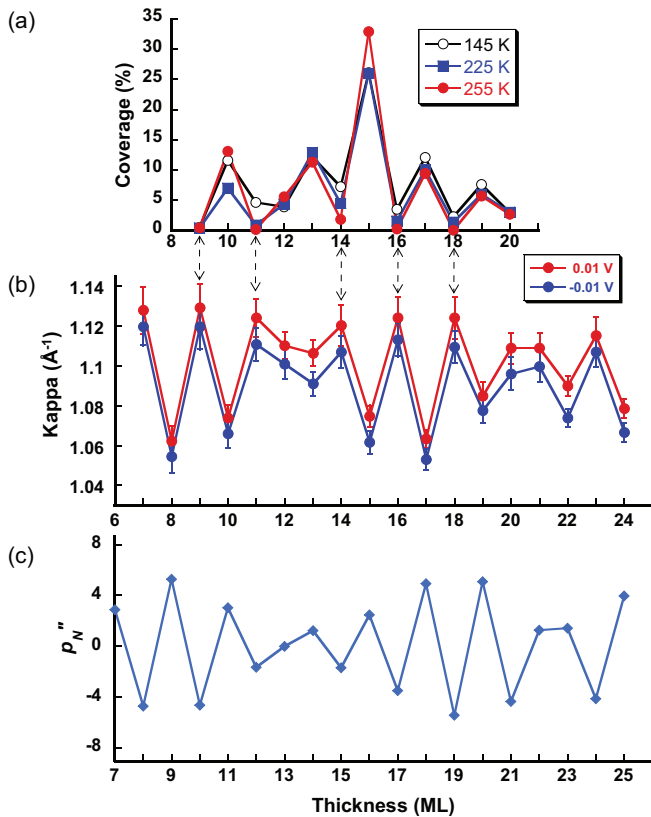 (a)
35
30
25
20
15
10
5
0
Coverage (%)
145 K
225 K
255 K
8 10 12 14 16 18 20
(b)
0.01 V
-0.01 V
1.14
1.12
1.1
1.08
1.06
1.04
Kappa (Å⁻¹)
6 8 10 12 14 16 18 20 22 24
(c)
8
4
0
-4
-8
p_N″
7 9 11 13 15 17 19 21 23 25
Thickness (ML)